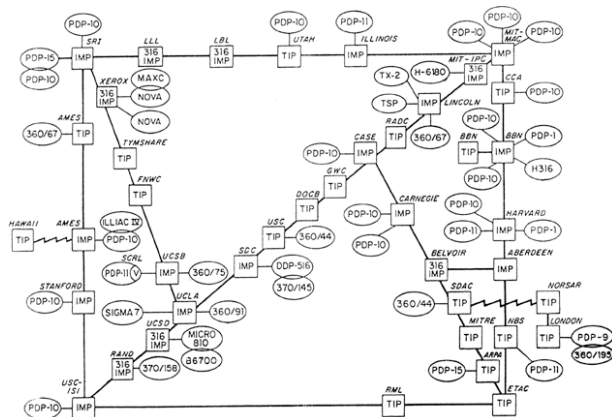 PDP-10
PDP-11
PDP-10
PDP-10
SRI
LLL
LBL
UTAH
ILLINOIS
MIT-MAC
PDP-10
PDP-10
PDP-15
PDP-10
IMP
316 IMP
316 IMP
TIP
IMP
IMP
XEROX
316 IMP
MAXC
NOVA
NOVA
MIT-IPC
H-6180
316 IMP
TX-2
TSP
IMP
LINCOLN
360/67
CCA
TIP
PDP-10
AMES
360/67
TIP
TYMSHARE
TIP
RADC
TIP
CASE
PDP-10
IMP
BBN
TIP
PDP-10
BBN
PDP-1
IMP
PDP-10
H316
FNWC
TIP
GWC
TIP
DOCB
TIP
CARNEGIE
PDP-10
IMP
PDP-10
PDP-10
HARVARD
PDP-11
IMP
PDP-1
HAWAII
TIP
AMES
IMP
ILLIAC IV
PDP-10
USC
TIP
360/44
SCRL
PDP-11 V
UCSB
IMP
360/75
SDC
IMP
DDP-516
370/145
BELVOIR
316 IMP
ABERDEEN
IMP
STANFORD
PDP-10
IMP
SIGMA 7
UCLA
IMP
360/91
SDAC
360/44
TIP
NORSAR
TIP
UCSD
316 IMP
MICRO 810
B6700
MITRE
TIP
NBS
TIP
LONDON
TIP
PDP-9
360/195
RAND
316 IMP
370/158
ARPA
PDP-15
TIP
PDP-11
USC-ISI
PDP-10
IMP
RML
TIP
ETAC
TIP